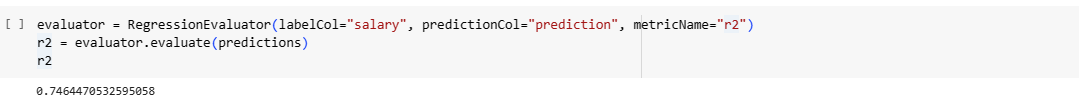 [ ] evaluator = RegressionEvaluator(labelCol="salary", predictionCol="prediction", metricName="r2")
r2 = evaluator.evaluate(predictions)
r2
0.7464470532595058